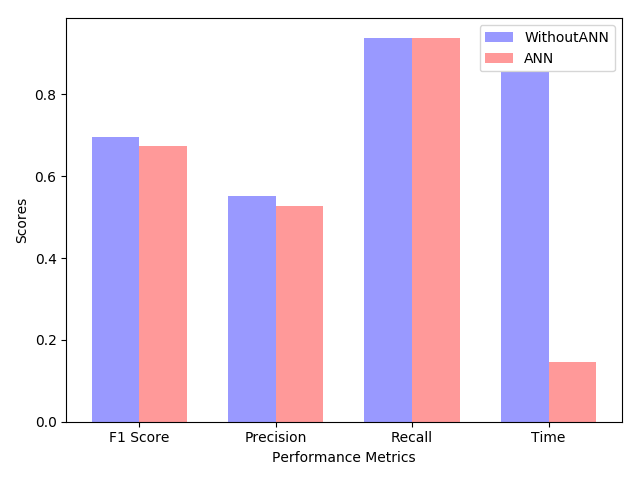 WithoutANN
ANN
Scores
0.8
0.6
0.4
0.2
0.0
F1 Score
Precision
Recall
Time
Performance Metrics